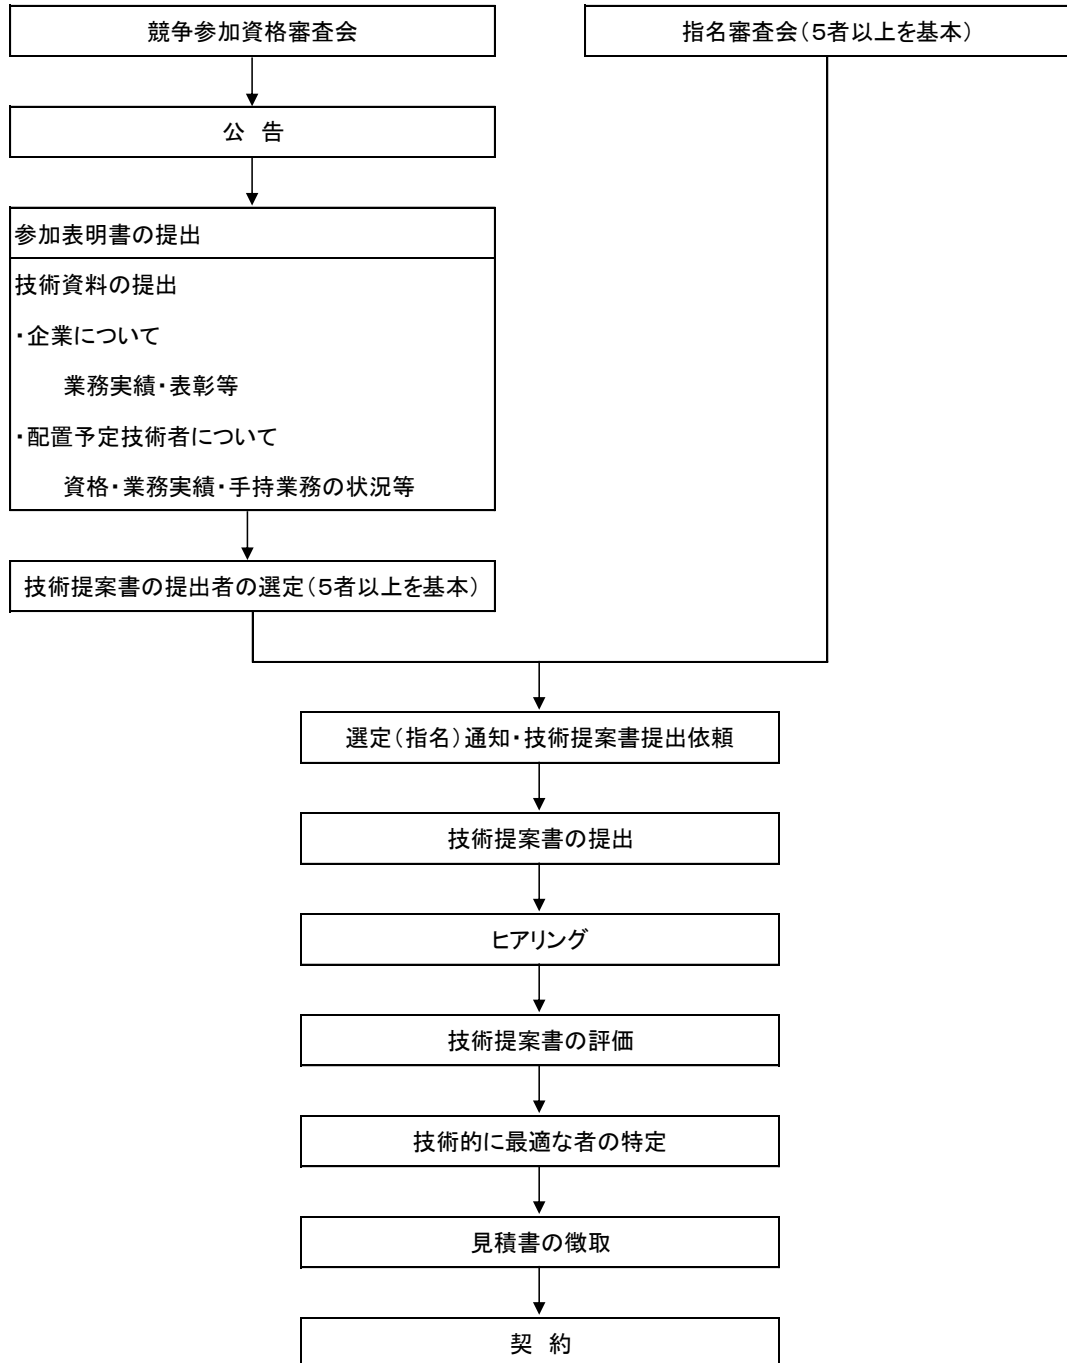 競争参加資格審査会
指名審査会(5者以上を基本)
公 告
参加表明書の提出
技術資料の提出
・企業について
業務実績・表彰等
・配置予定技術者について
資格・業務実績・手持業務の状況等
技術提案書の提出者の選定(5者以上を基本)
選定(指名)通知・技術提案書提出依頼
技術提案書の提出
ヒアリング
技術提案書の評価
技術的に最適な者の特定
見積書の徴取
契 約